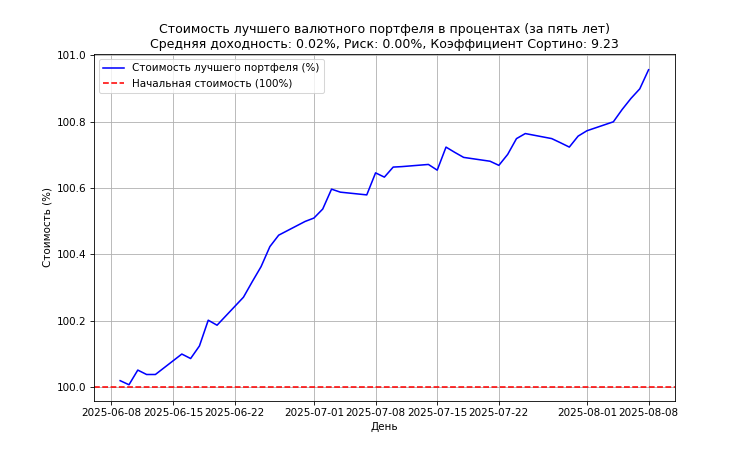 Стоимость лучшего валютного портфеля в процентах (за пять лет)
Средняя доходность: 0.02%, Риск: 0.00%, Коэффициент Сортино: 9.23
Стоимость лучшего портфеля (%)
Начальная стоимость (100%)
Стоимость (%)
101.0
100.8
100.6
100.4
100.2
100.0
2025-06-08 2025-06-15 2025-06-22 2025-07-01 2025-07-08 2025-07-15 2025-07-22 2025-08-01 2025-08-08
День